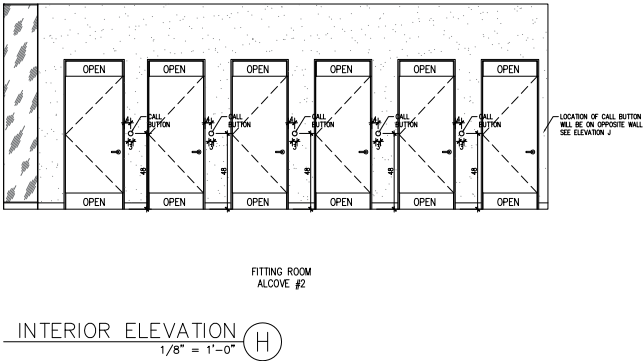 OPEN OPEN OPEN OPEN OPEN OPEN
CALL BUTTON
CALL BUTTON
CALL BUTTON
CALL BUTTON
CALL BUTTON
LOCATION OF CALL BUTTON
WILL BE ON OPPOSITE WALL
SEE ELEVATION J
48 48 48 48 48
OPEN OPEN OPEN OPEN OPEN OPEN
FITTING ROOM
ALCOVE #2
INTERIOR ELEVATION H
1/8" = 1'-0"